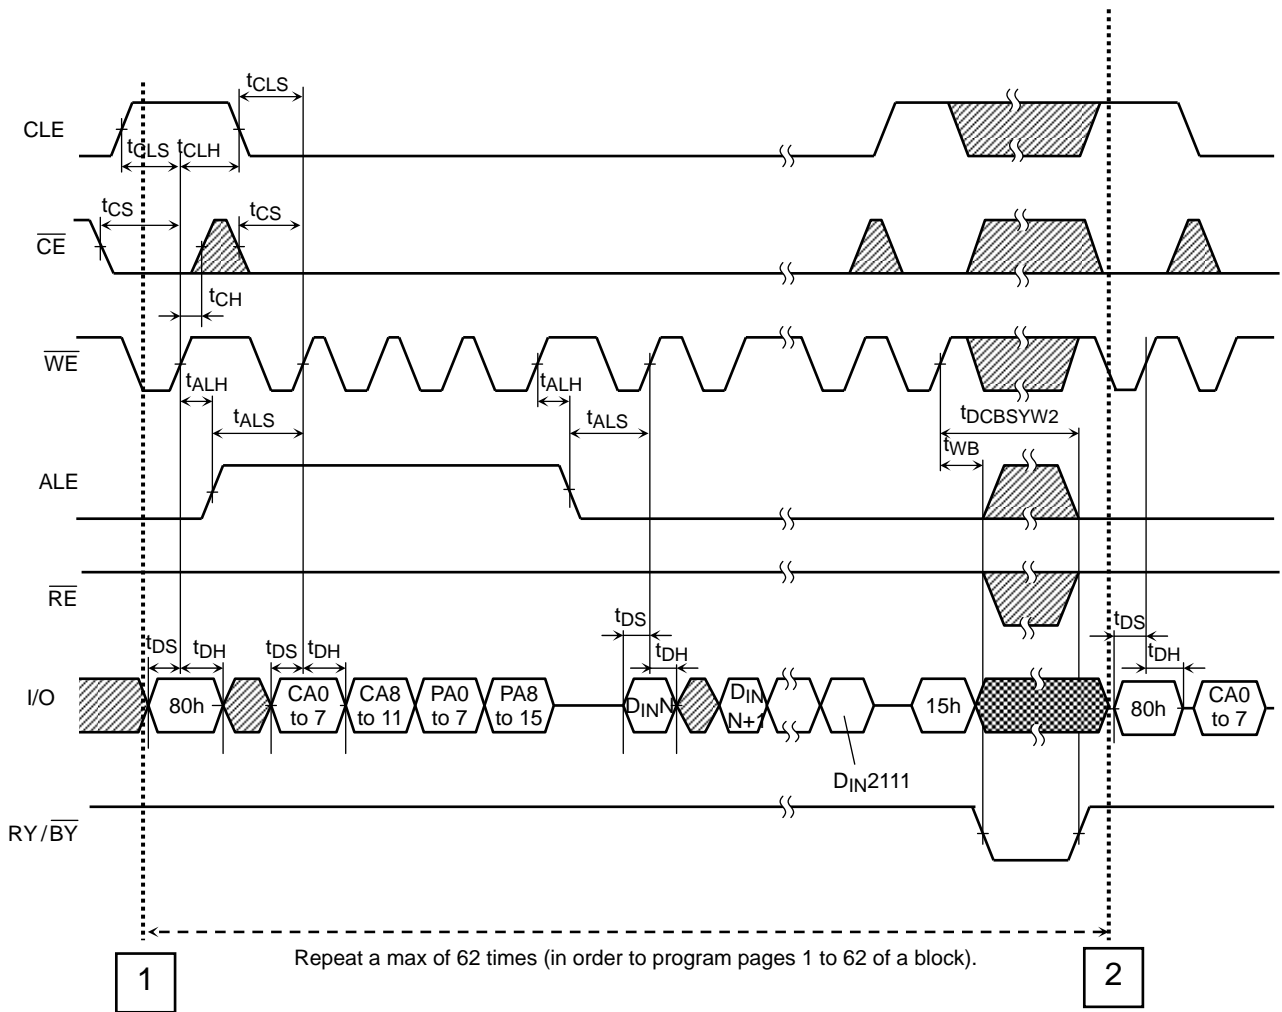 tCLS
CLE
tCLS tCLH
tCS tCS
CE
tCH
WE
tALH tALH
tALS tALS
tDCBSYW2
tWB
ALE
RE
tDS tDH tDS tDH tDS tDH tDS tDH
I/O
80h
CA0 to 7
CA8 to 11
PA0 to 7
PA8 to 15
DINN
DIN N+1
15h
80h
CA0 to 7
DIN2111
RY/BY
Repeat a max of 62 times (in order to program pages 1 to 62 of a block).
1
2